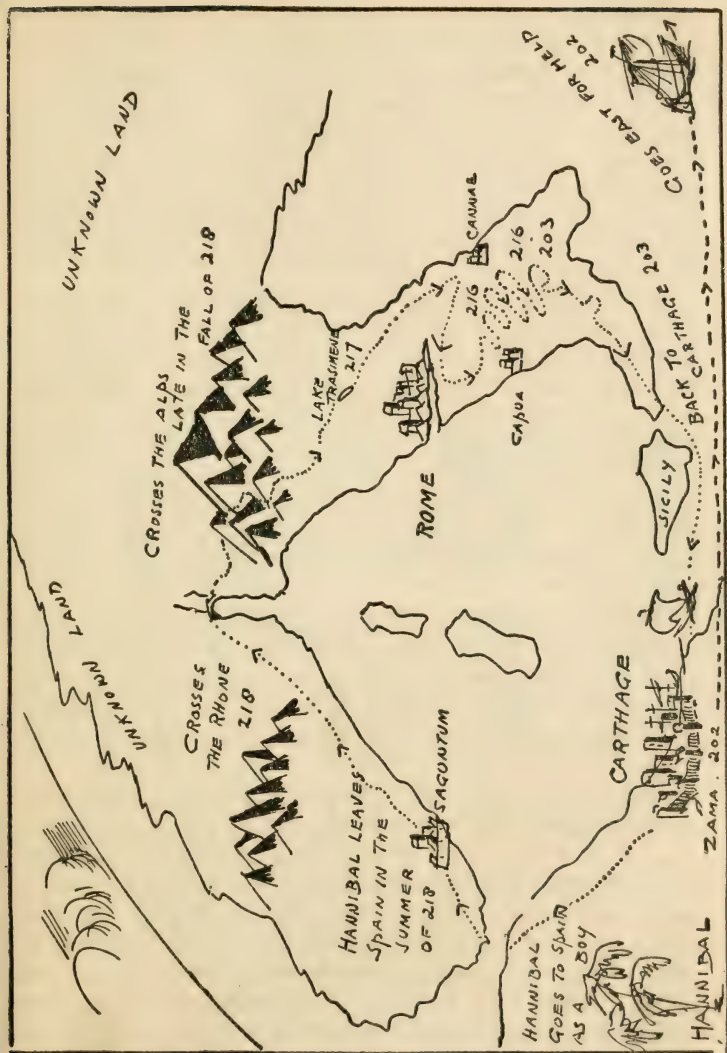 UNKNOWN LAND
UNKNOWN LAND
CROSSES THE ALPS
LATE IN THE
FALL OF 218
CROSSES
THE RHONE
218
LAKE
TRASIMENE
217
HANNIBAL LEAVES
SPAIN IN THE
SUMMER
OF 218
SAGUNTUM
ROME
CANNAE
216
216
203
CAPUA
GOES EAST FOR HELP
202
CARTHAGE
SICILY
BACK TO
CARTHAGE 203
HANNIBAL
GOES TO SPAIN
AS A BOY
HANNIBAL
ZAMA 202